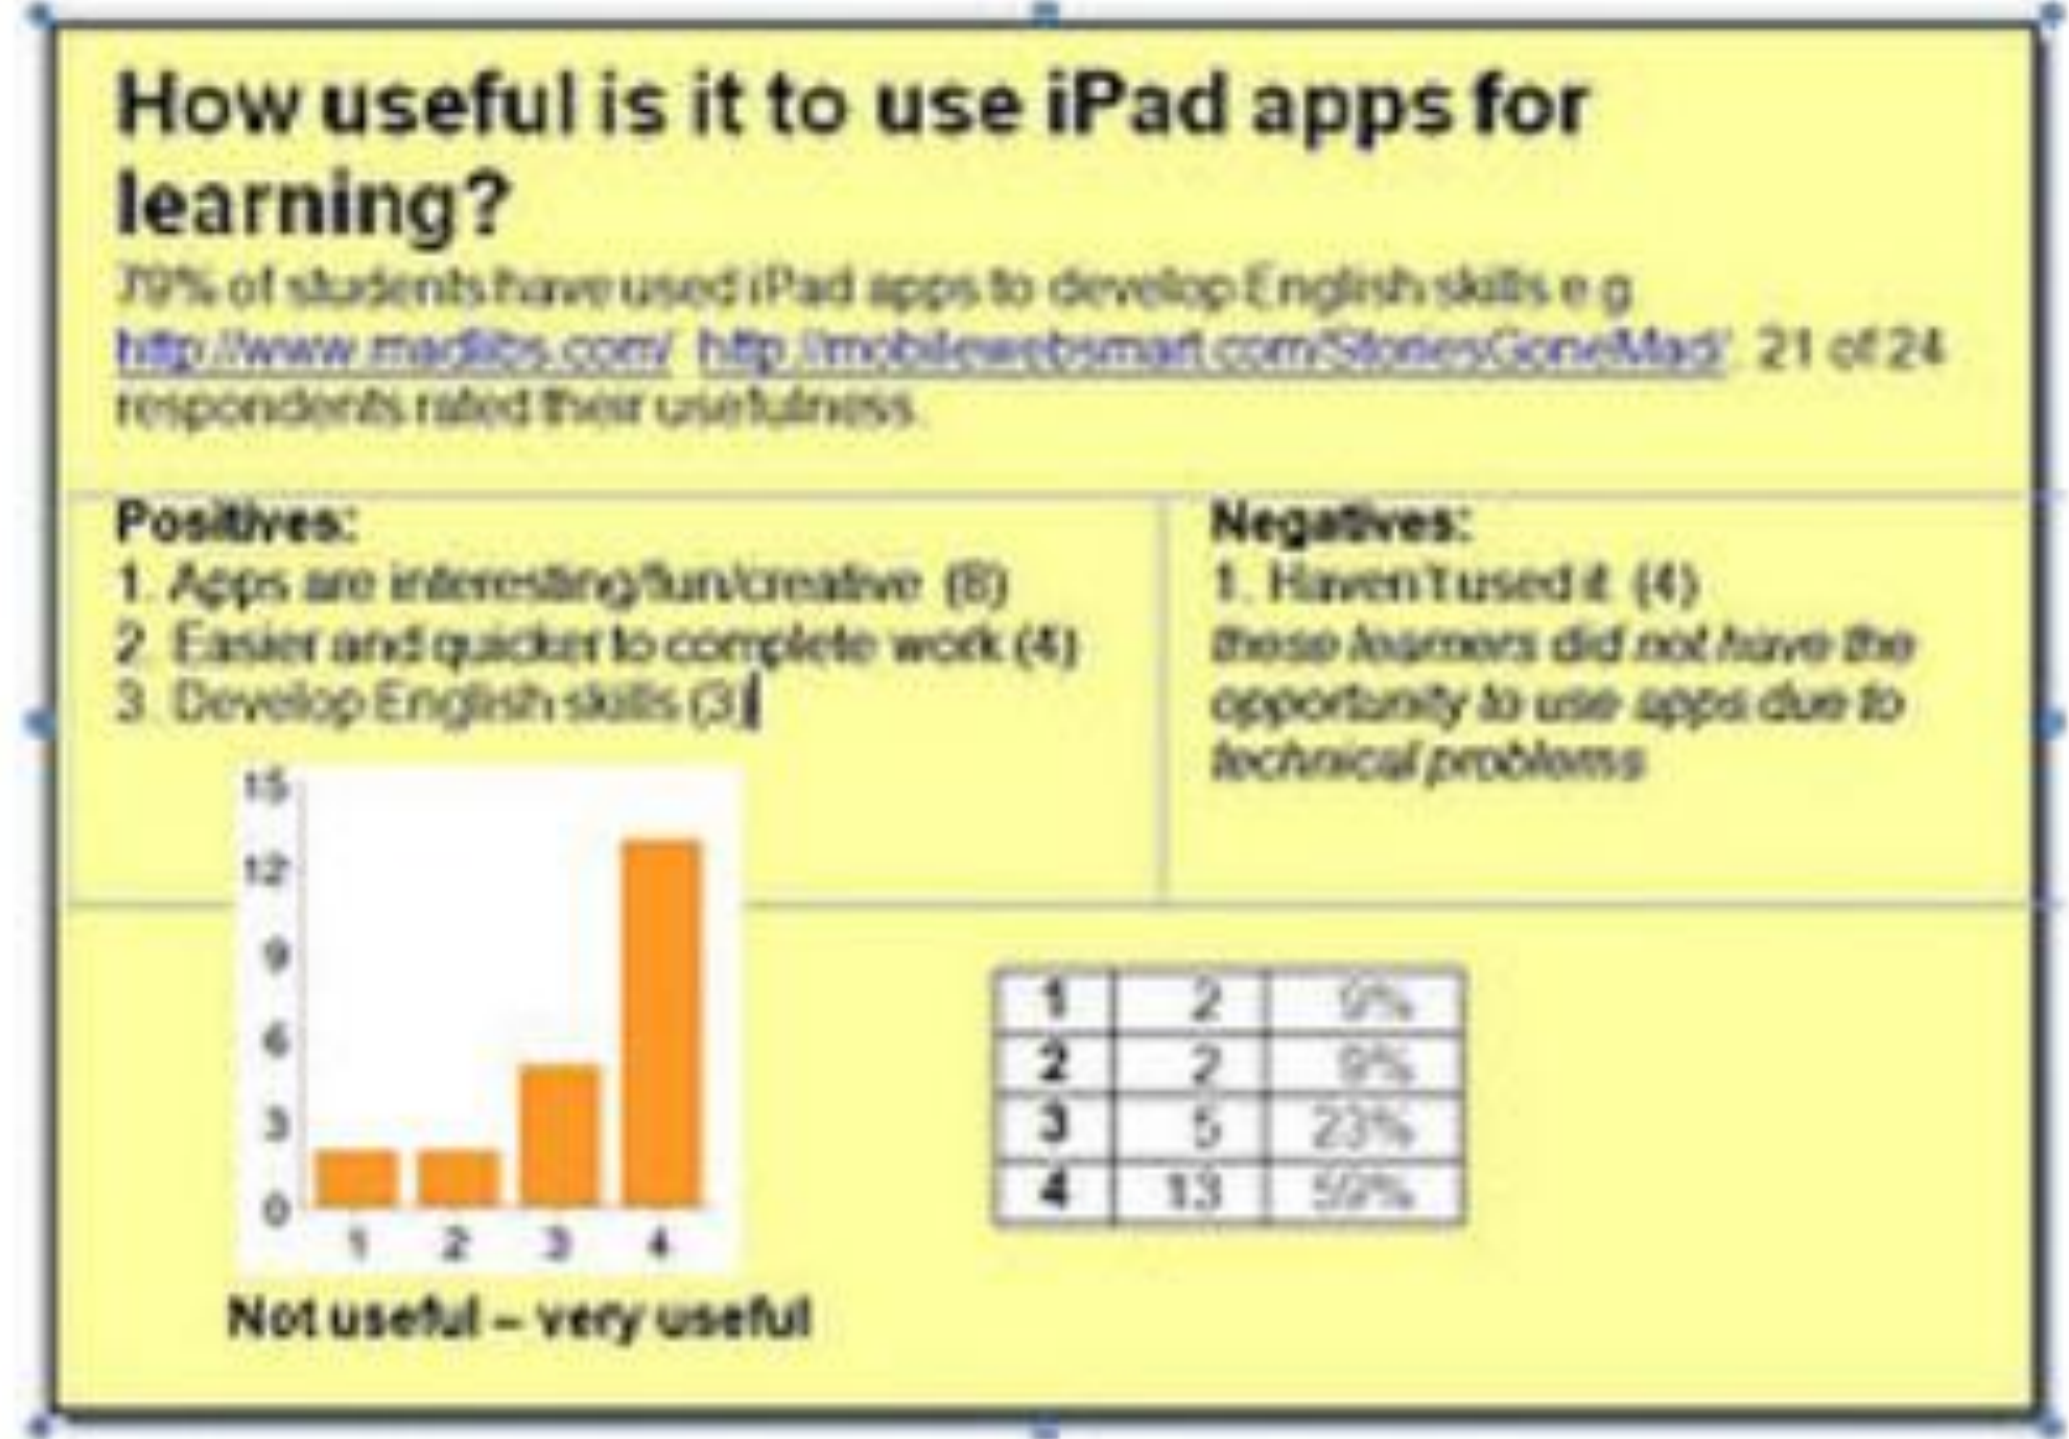 How useful is it to use iPad apps for
learning?
79% of students have used iPad apps to develop English skills e.g
http://www.madlibs.com/ http://mobilewebsmart.com/StoriesGoneMad/. 21 of 24
respondents rated their usefulness.
Positives:
1. Apps are interesting/fun/creative (8)
2. Easier and quicker to complete work (4)
3. Develop English skills (3)
Negatives:
1. Haven't used it (4)
these learners did not have the
opportunity to use apps due to
technical problems
15
12
9
6
3
0
1 2 3 4
Not useful – very useful
1 2 9%
2 2 9%
3 5 23%
4 13 59%